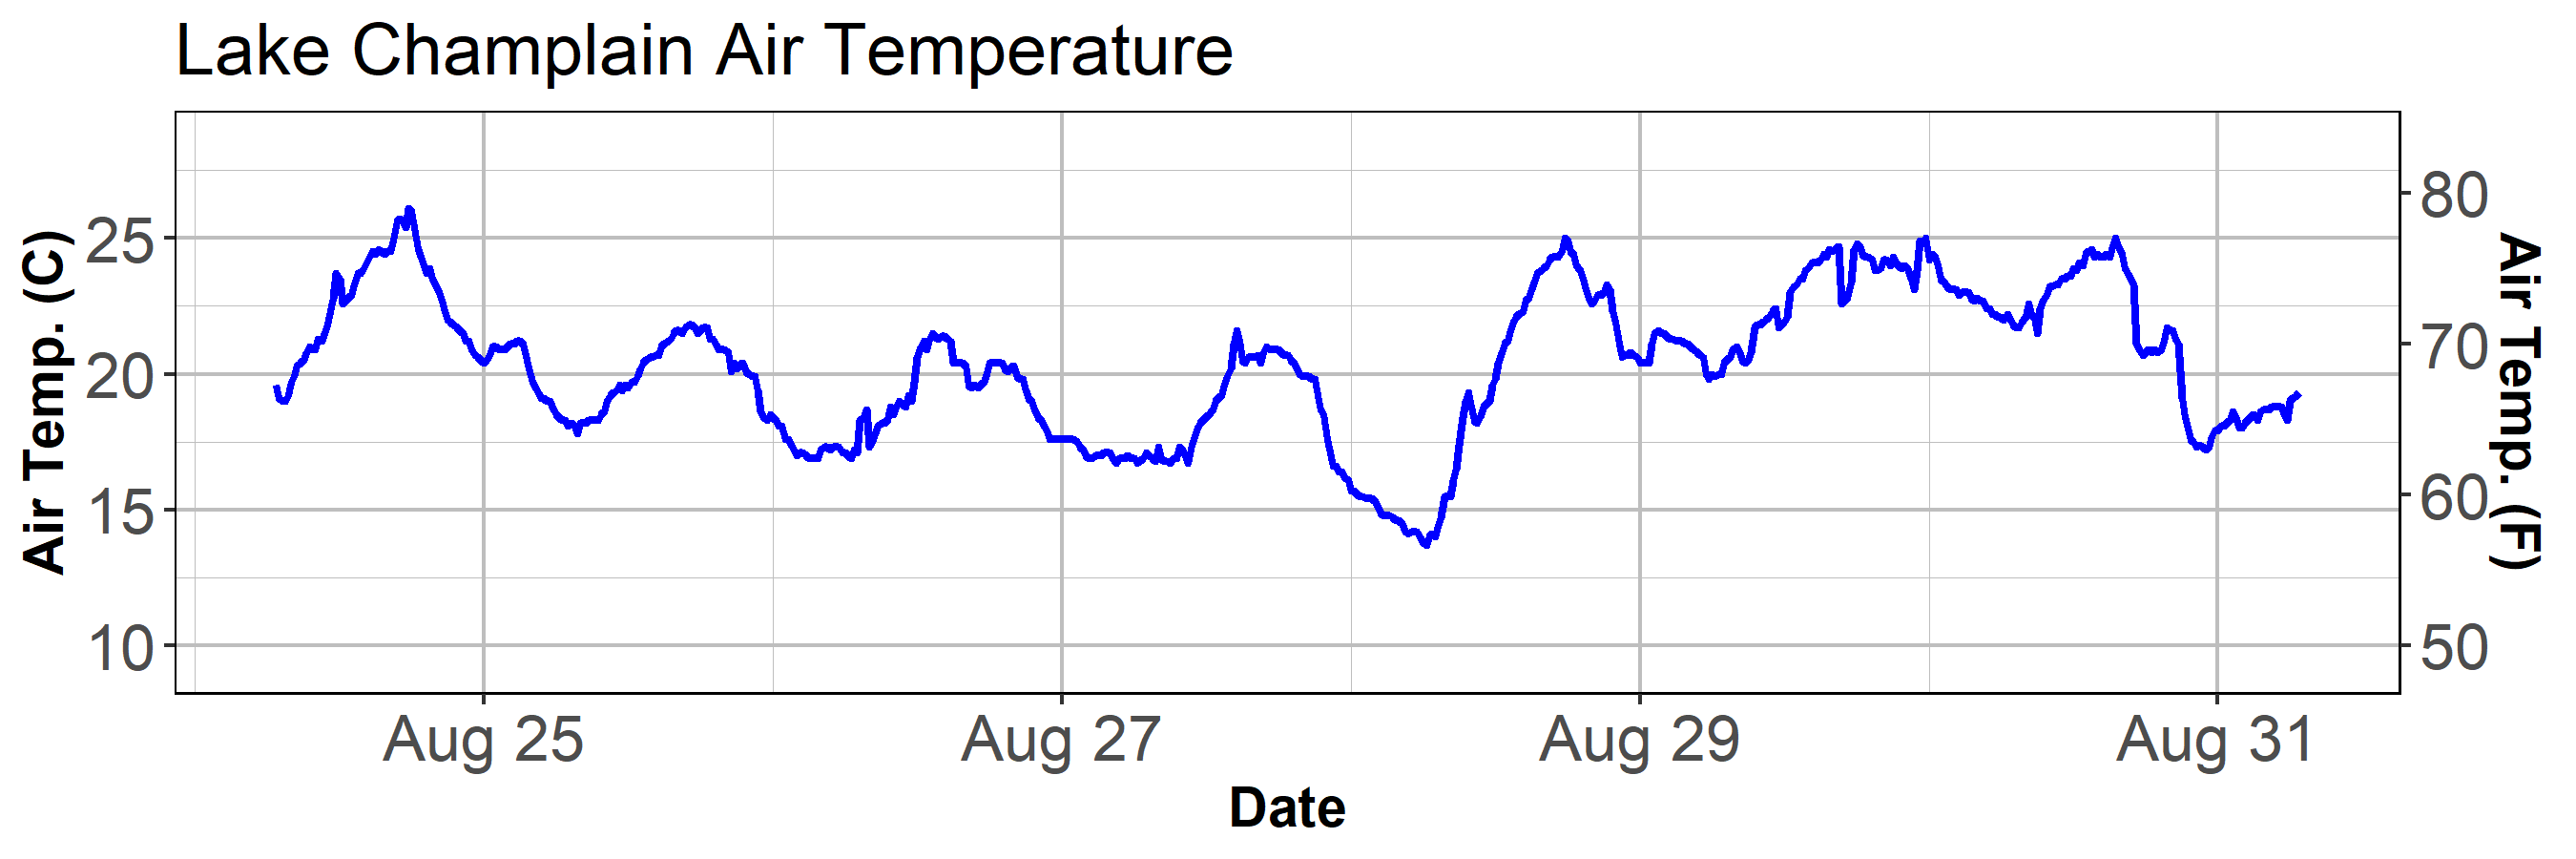 Lake Champlain Air Temperature
Air Temp. (C)
25
20
15
10
80
70
60
50
Air Temp. (F)
Aug 25
Aug 27
Aug 29
Aug 31
Date